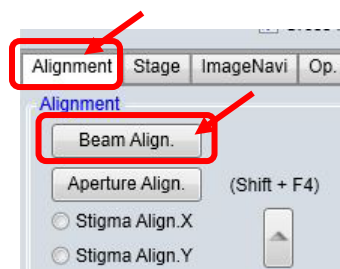 Alignment Stage ImageNavi Op.
Alignment
Beam Align.
Aperture Align. (Shift + F4)
Stigma Align.X
Stigma Align.Y